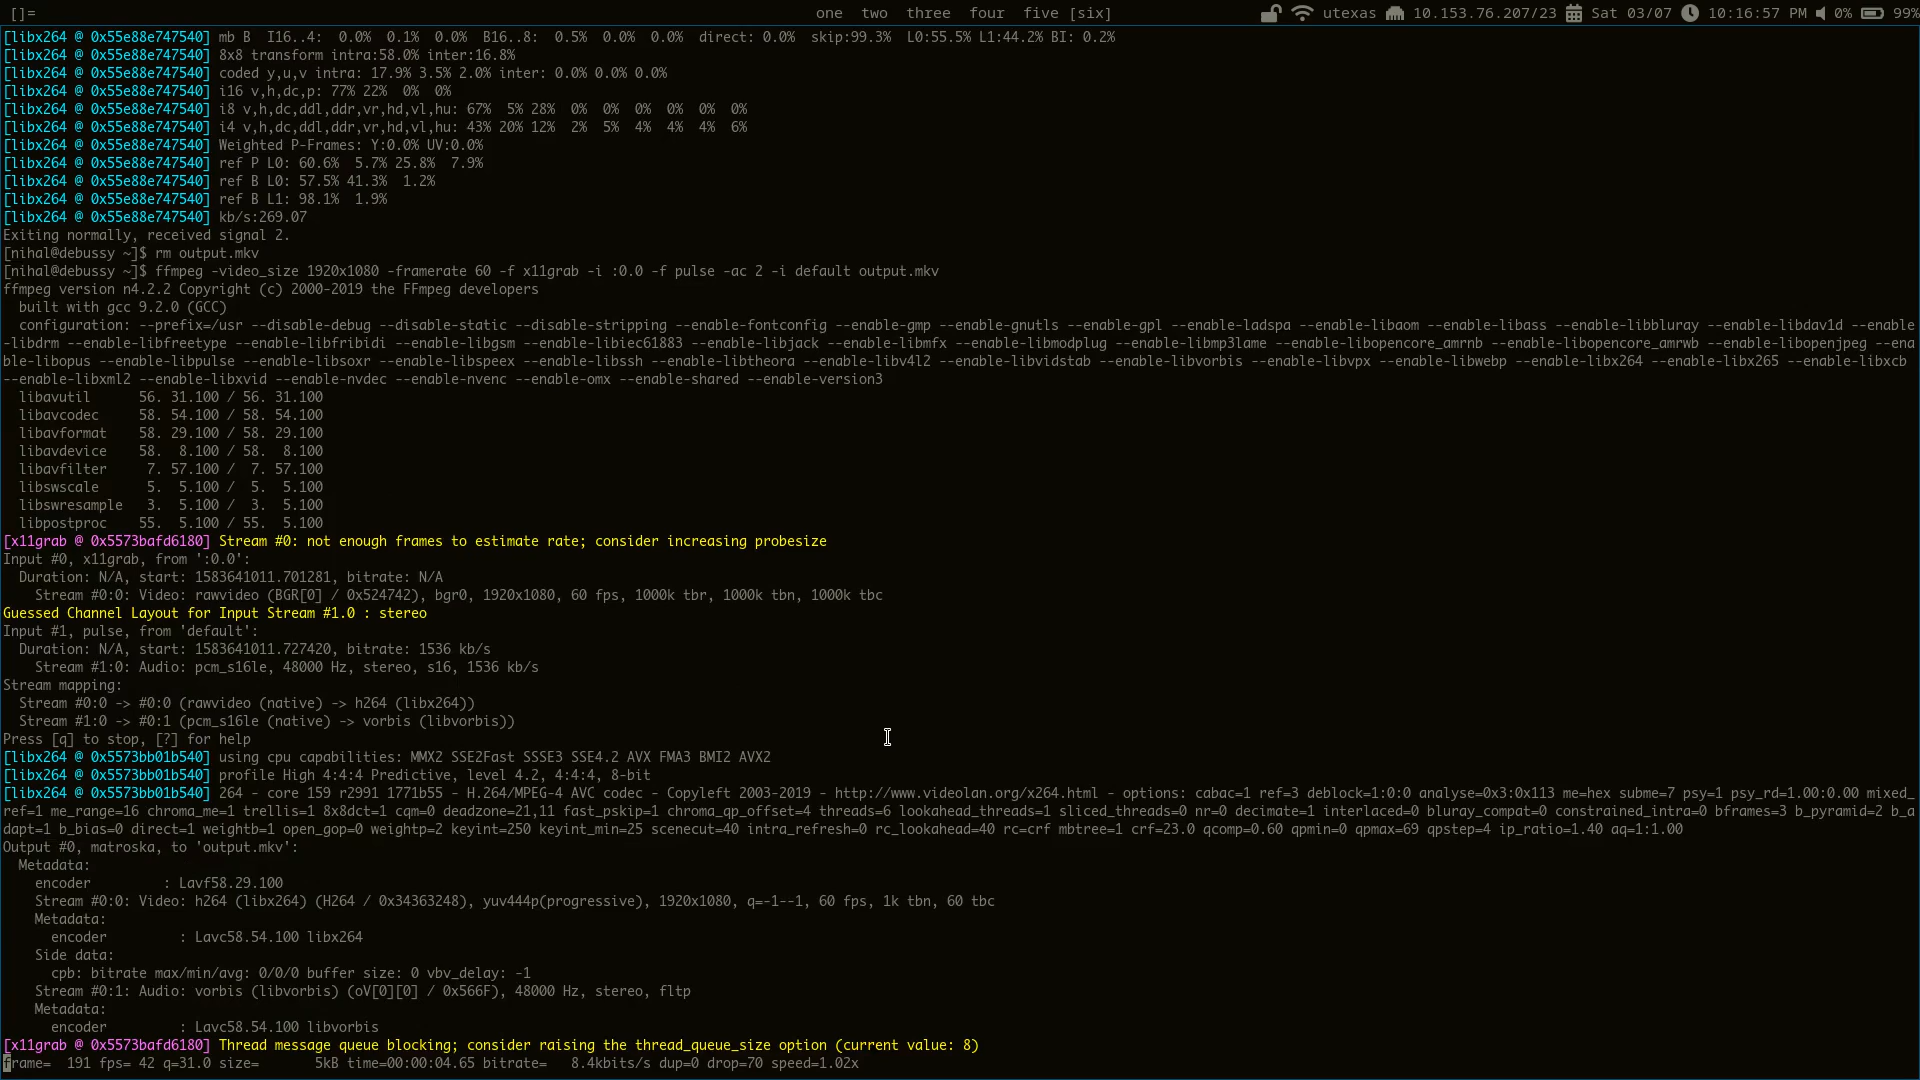 []= one two three four five [six] utexas 10.153.76.207/23 Sat 03/07 10:16:57 PM 0% 99%
[libx264 @ 0x55e88e747540] mb B  I16..4:  0.0%  0.1%  0.0%  B16..8:  0.5%  0.0%  0.0%  direct: 0.0%  skip:99.3%  L0:55.5% L1:44.2% BI: 0.2%
[libx264 @ 0x55e88e747540] 8x8 transform intra:58.0% inter:16.8%
[libx264 @ 0x55e88e747540] coded y,u,v intra: 17.9% 3.5% 2.0% inter: 0.0% 0.0% 0.0%
[libx264 @ 0x55e88e747540] i16 v,h,dc,p: 77% 22%  0%  0%
[libx264 @ 0x55e88e747540] i8 v,h,dc,ddl,ddr,vr,hd,vl,hu: 67%  5% 28%  0%  0%  0%  0%  0%  0%
[libx264 @ 0x55e88e747540] i4 v,h,dc,ddl,ddr,vr,hd,vl,hu: 43% 20% 12%  2%  5%  4%  4%  4%  6%
[libx264 @ 0x55e88e747540] Weighted P-Frames: Y:0.0% UV:0.0%
[libx264 @ 0x55e88e747540] ref P L0: 60.6%  5.7% 25.8%  7.9%
[libx264 @ 0x55e88e747540] ref B L0: 57.5% 41.3%  1.2%
[libx264 @ 0x55e88e747540] ref B L1: 98.1%  1.9%
[libx264 @ 0x55e88e747540] kb/s:269.07
Exiting normally, received signal 2.
[nihal@debussy ~]$ rm output.mkv
[nihal@debussy ~]$ ffmpeg -video_size 1920x1080 -framerate 60 -f x11grab -i :0.0 -f pulse -ac 2 -i default output.mkv
ffmpeg version n4.2.2 Copyright (c) 2000-2019 the FFmpeg developers
  built with gcc 9.2.0 (GCC)
  configuration: --prefix=/usr --disable-debug --disable-static --disable-stripping --enable-fontconfig --enable-gmp --enable-gnutls --enable-gpl --enable-ladspa --enable-libaom --enable-libass --enable-libbluray --enable-libdav1d --enable
-libdrm --enable-libfreetype --enable-libfribidi --enable-libgsm --enable-libiec61883 --enable-libjack --enable-libmfx --enable-libmodplug --enable-libmp3lame --enable-libopencore_amrnb --enable-libopencore_amrwb --enable-libopenjpeg --ena
ble-libopus --enable-libpulse --enable-libsoxr --enable-libspeex --enable-libssh --enable-libtheora --enable-libv4l2 --enable-libvidstab --enable-libvorbis --enable-libvpx --enable-libwebp --enable-libx264 --enable-libx265 --enable-libxcb
--enable-libxml2 --enable-libxvid --enable-nvdec --enable-nvenc --enable-omx --enable-shared --enable-version3
  libavutil      56. 31.100 / 56. 31.100
  libavcodec     58. 54.100 / 58. 54.100
  libavformat    58. 29.100 / 58. 29.100
  libavdevice    58.  8.100 / 58.  8.100
  libavfilter     7. 57.100 /  7. 57.100
  libswscale      5.  5.100 /  5.  5.100
  libswresample   3.  5.100 /  3.  5.100
  libpostproc    55.  5.100 / 55.  5.100
[x11grab @ 0x5573bafd6180] Stream #0: not enough frames to estimate rate; consider increasing probesize
Input #0, x11grab, from ':0.0':
  Duration: N/A, start: 1583641011.701281, bitrate: N/A
    Stream #0:0: Video: rawvideo (BGR[0] / 0x524742), bgr0, 1920x1080, 60 fps, 1000k tbr, 1000k tbn, 1000k tbc
Guessed Channel Layout for Input Stream #1.0 : stereo
Input #1, pulse, from 'default':
  Duration: N/A, start: 1583641011.727420, bitrate: 1536 kb/s
    Stream #1:0: Audio: pcm_s16le, 48000 Hz, stereo, s16, 1536 kb/s
Stream mapping:
  Stream #0:0 -> #0:0 (rawvideo (native) -> h264 (libx264))
  Stream #1:0 -> #0:1 (pcm_s16le (native) -> vorbis (libvorbis))
Press [q] to stop, [?] for help
[libx264 @ 0x5573bb01b540] using cpu capabilities: MMX2 SSE2Fast SSSE3 SSE4.2 AVX FMA3 BMI2 AVX2
[libx264 @ 0x5573bb01b540] profile High 4:4:4 Predictive, level 4.2, 4:4:4, 8-bit
[libx264 @ 0x5573bb01b540] 264 - core 159 r2991 1771b55 - H.264/MPEG-4 AVC codec - Copyleft 2003-2019 - http://www.videolan.org/x264.html - options: cabac=1 ref=3 deblock=1:0:0 analyse=0x3:0x113 me=hex subme=7 psy=1 psy_rd=1.00:0.00 mixed_
ref=1 me_range=16 chroma_me=1 trellis=1 8x8dct=1 cqm=0 deadzone=21,11 fast_pskip=1 chroma_qp_offset=4 threads=6 lookahead_threads=1 sliced_threads=0 nr=0 decimate=1 interlaced=0 bluray_compat=0 constrained_intra=0 bframes=3 b_pyramid=2 b_a
dapt=1 b_bias=0 direct=1 weightb=1 open_gop=0 weightp=2 keyint=250 keyint_min=25 scenecut=40 intra_refresh=0 rc_lookahead=40 rc=crf mbtree=1 crf=23.0 qcomp=0.60 qpmin=0 qpmax=69 qpstep=4 ip_ratio=1.40 aq=1:1.00
Output #0, matroska, to 'output.mkv':
  Metadata:
    encoder         : Lavf58.29.100
    Stream #0:0: Video: h264 (libx264) (H264 / 0x34363248), yuv444p(progressive), 1920x1080, q=-1--1, 60 fps, 1k tbn, 60 tbc
    Metadata:
      encoder         : Lavc58.54.100 libx264
    Side data:
      cpb: bitrate max/min/avg: 0/0/0 buffer size: 0 vbv_delay: -1
    Stream #0:1: Audio: vorbis (libvorbis) (oV[0][0] / 0x566F), 48000 Hz, stereo, fltp
    Metadata:
      encoder         : Lavc58.54.100 libvorbis
[x11grab @ 0x5573bafd6180] Thread message queue blocking; consider raising the thread_queue_size option (current value: 8)
frame=  191 fps= 42 q=31.0 size=       5kB time=00:00:04.65 bitrate=   8.4kbits/s dup=0 drop=70 speed=1.02x